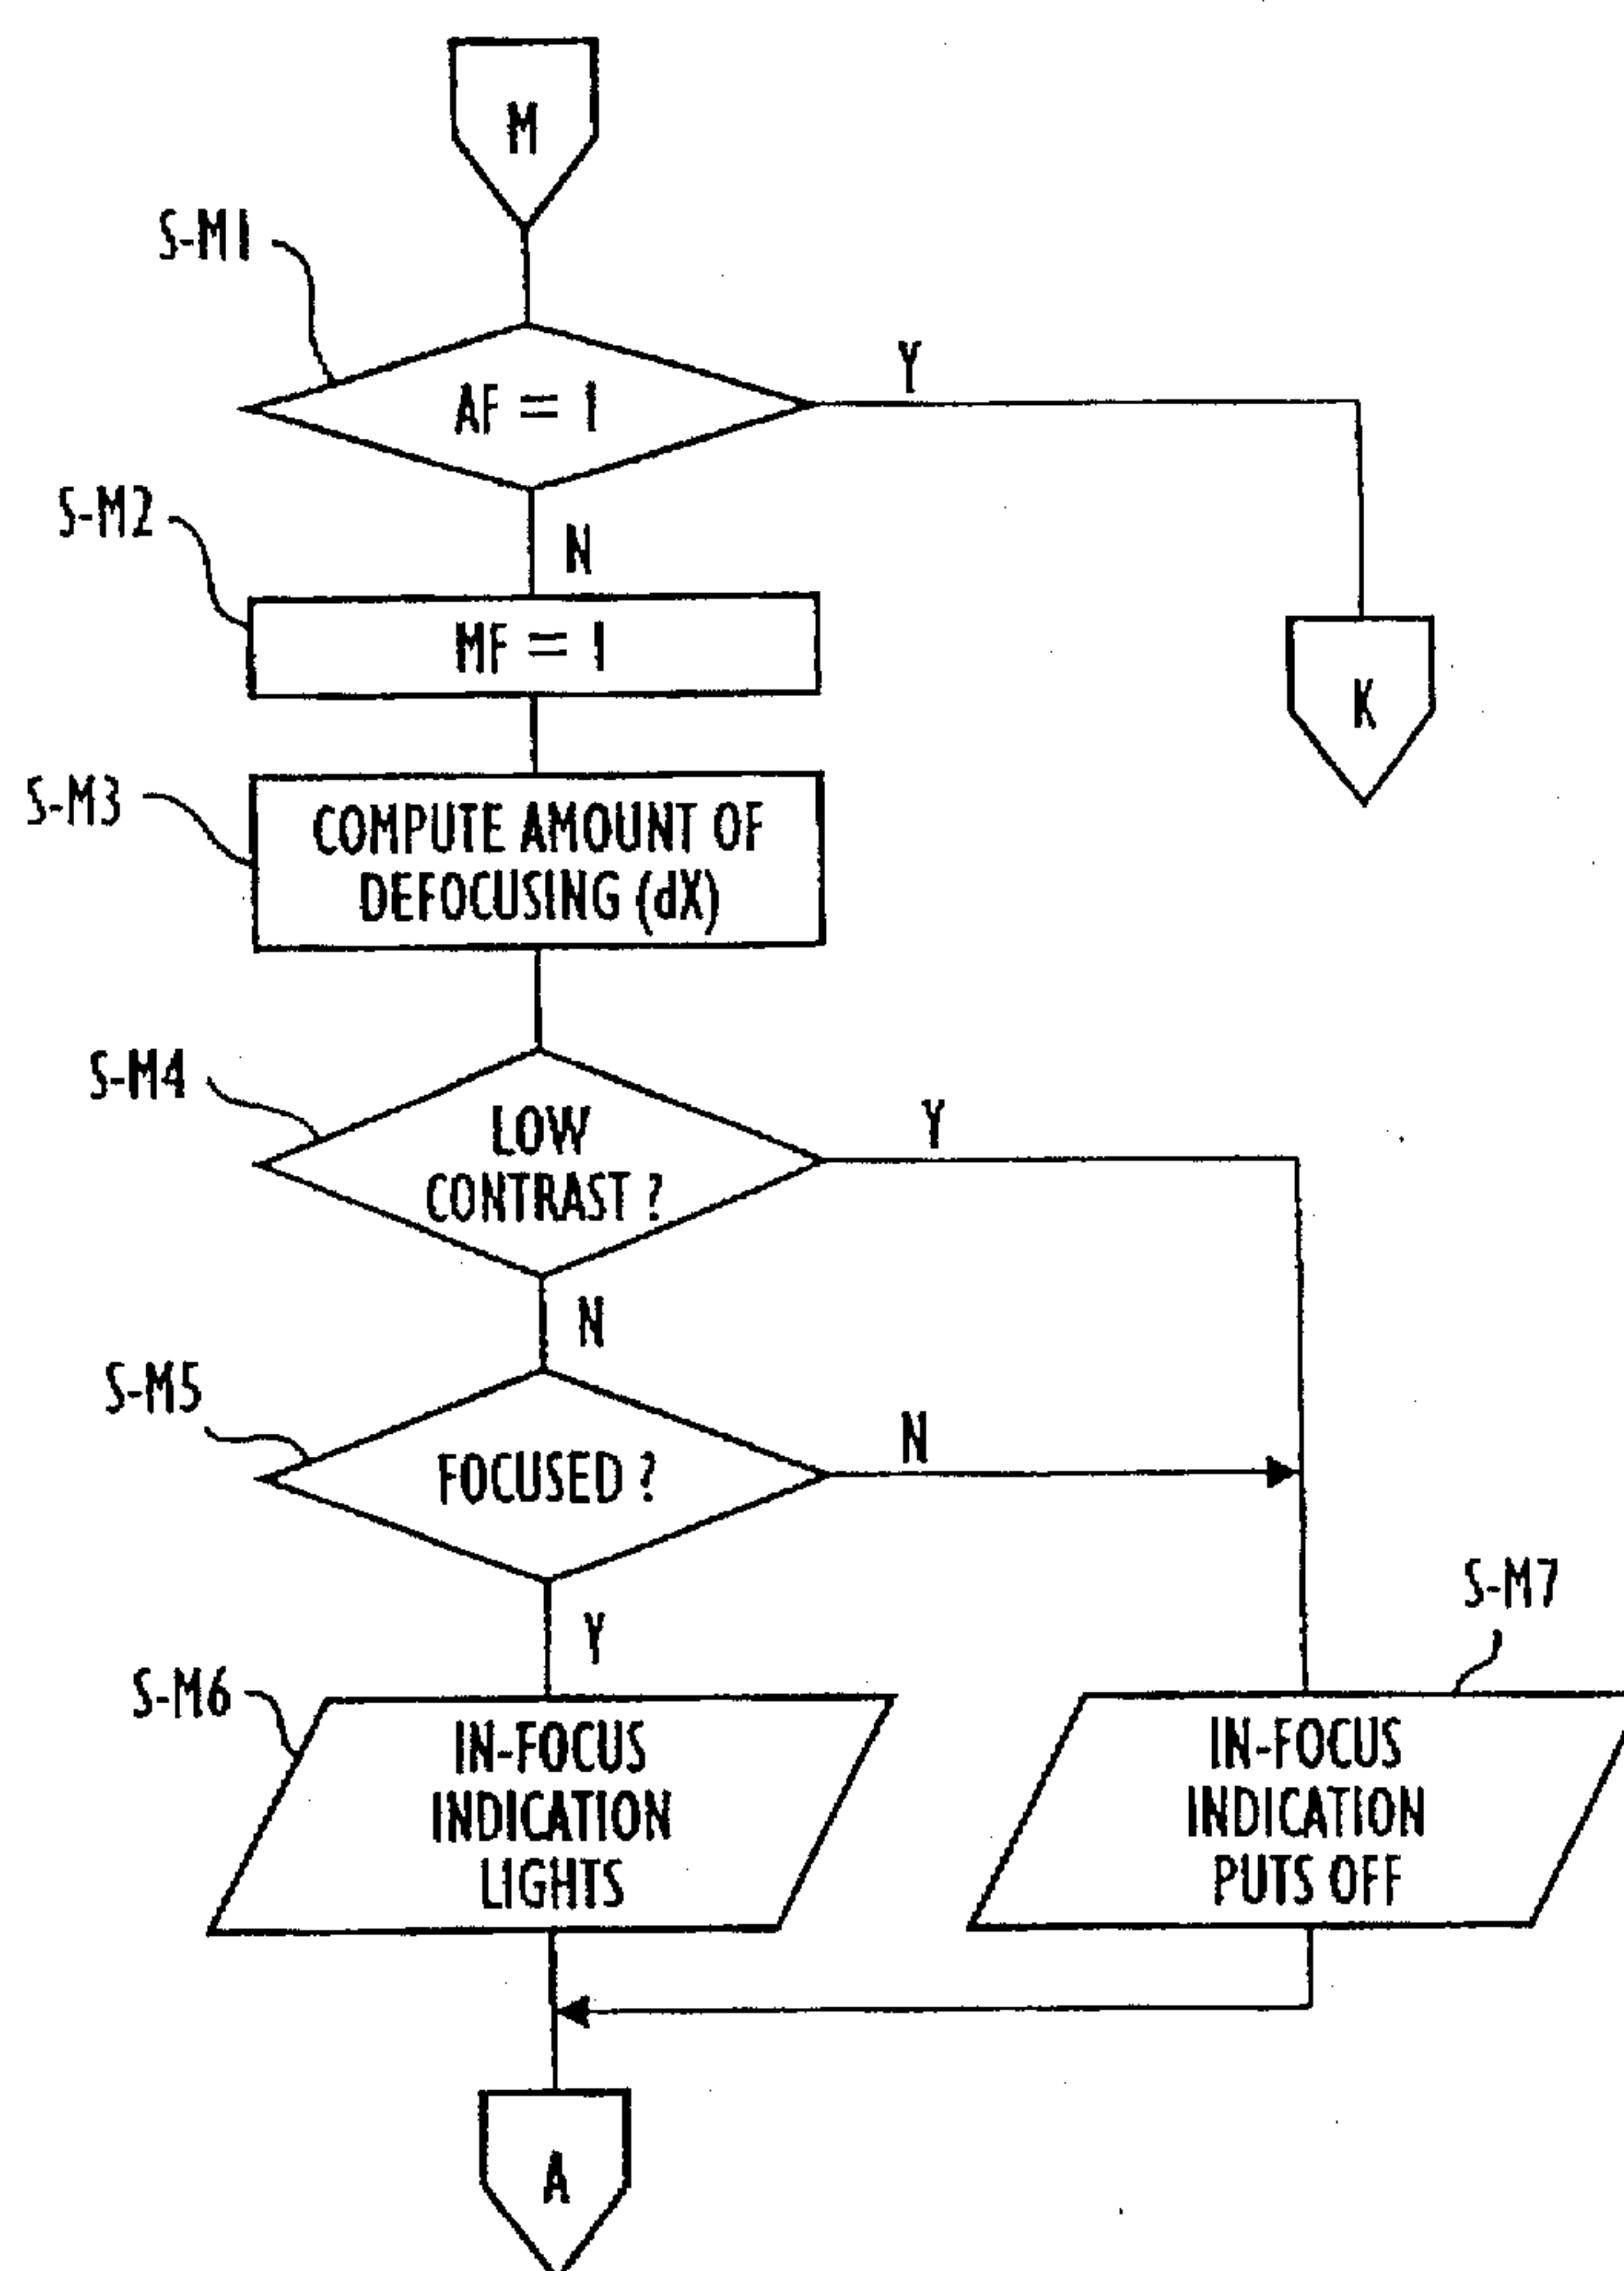 M
S-M1
AF = 1
Y
S-M2
N
MF = 1
K
S-M3
COMPUTE AMOUNT OF
DEFOCUSING (dX)
S-M4
LOW
CONTRAST ?
Y
N
S-M5
FOCUSED ?
N
Y
S-M7
S-M6
IN-FOCUS
INDICATION
LIGHTS
IN-FOCUS
INDICATION
PUTS OFF
A